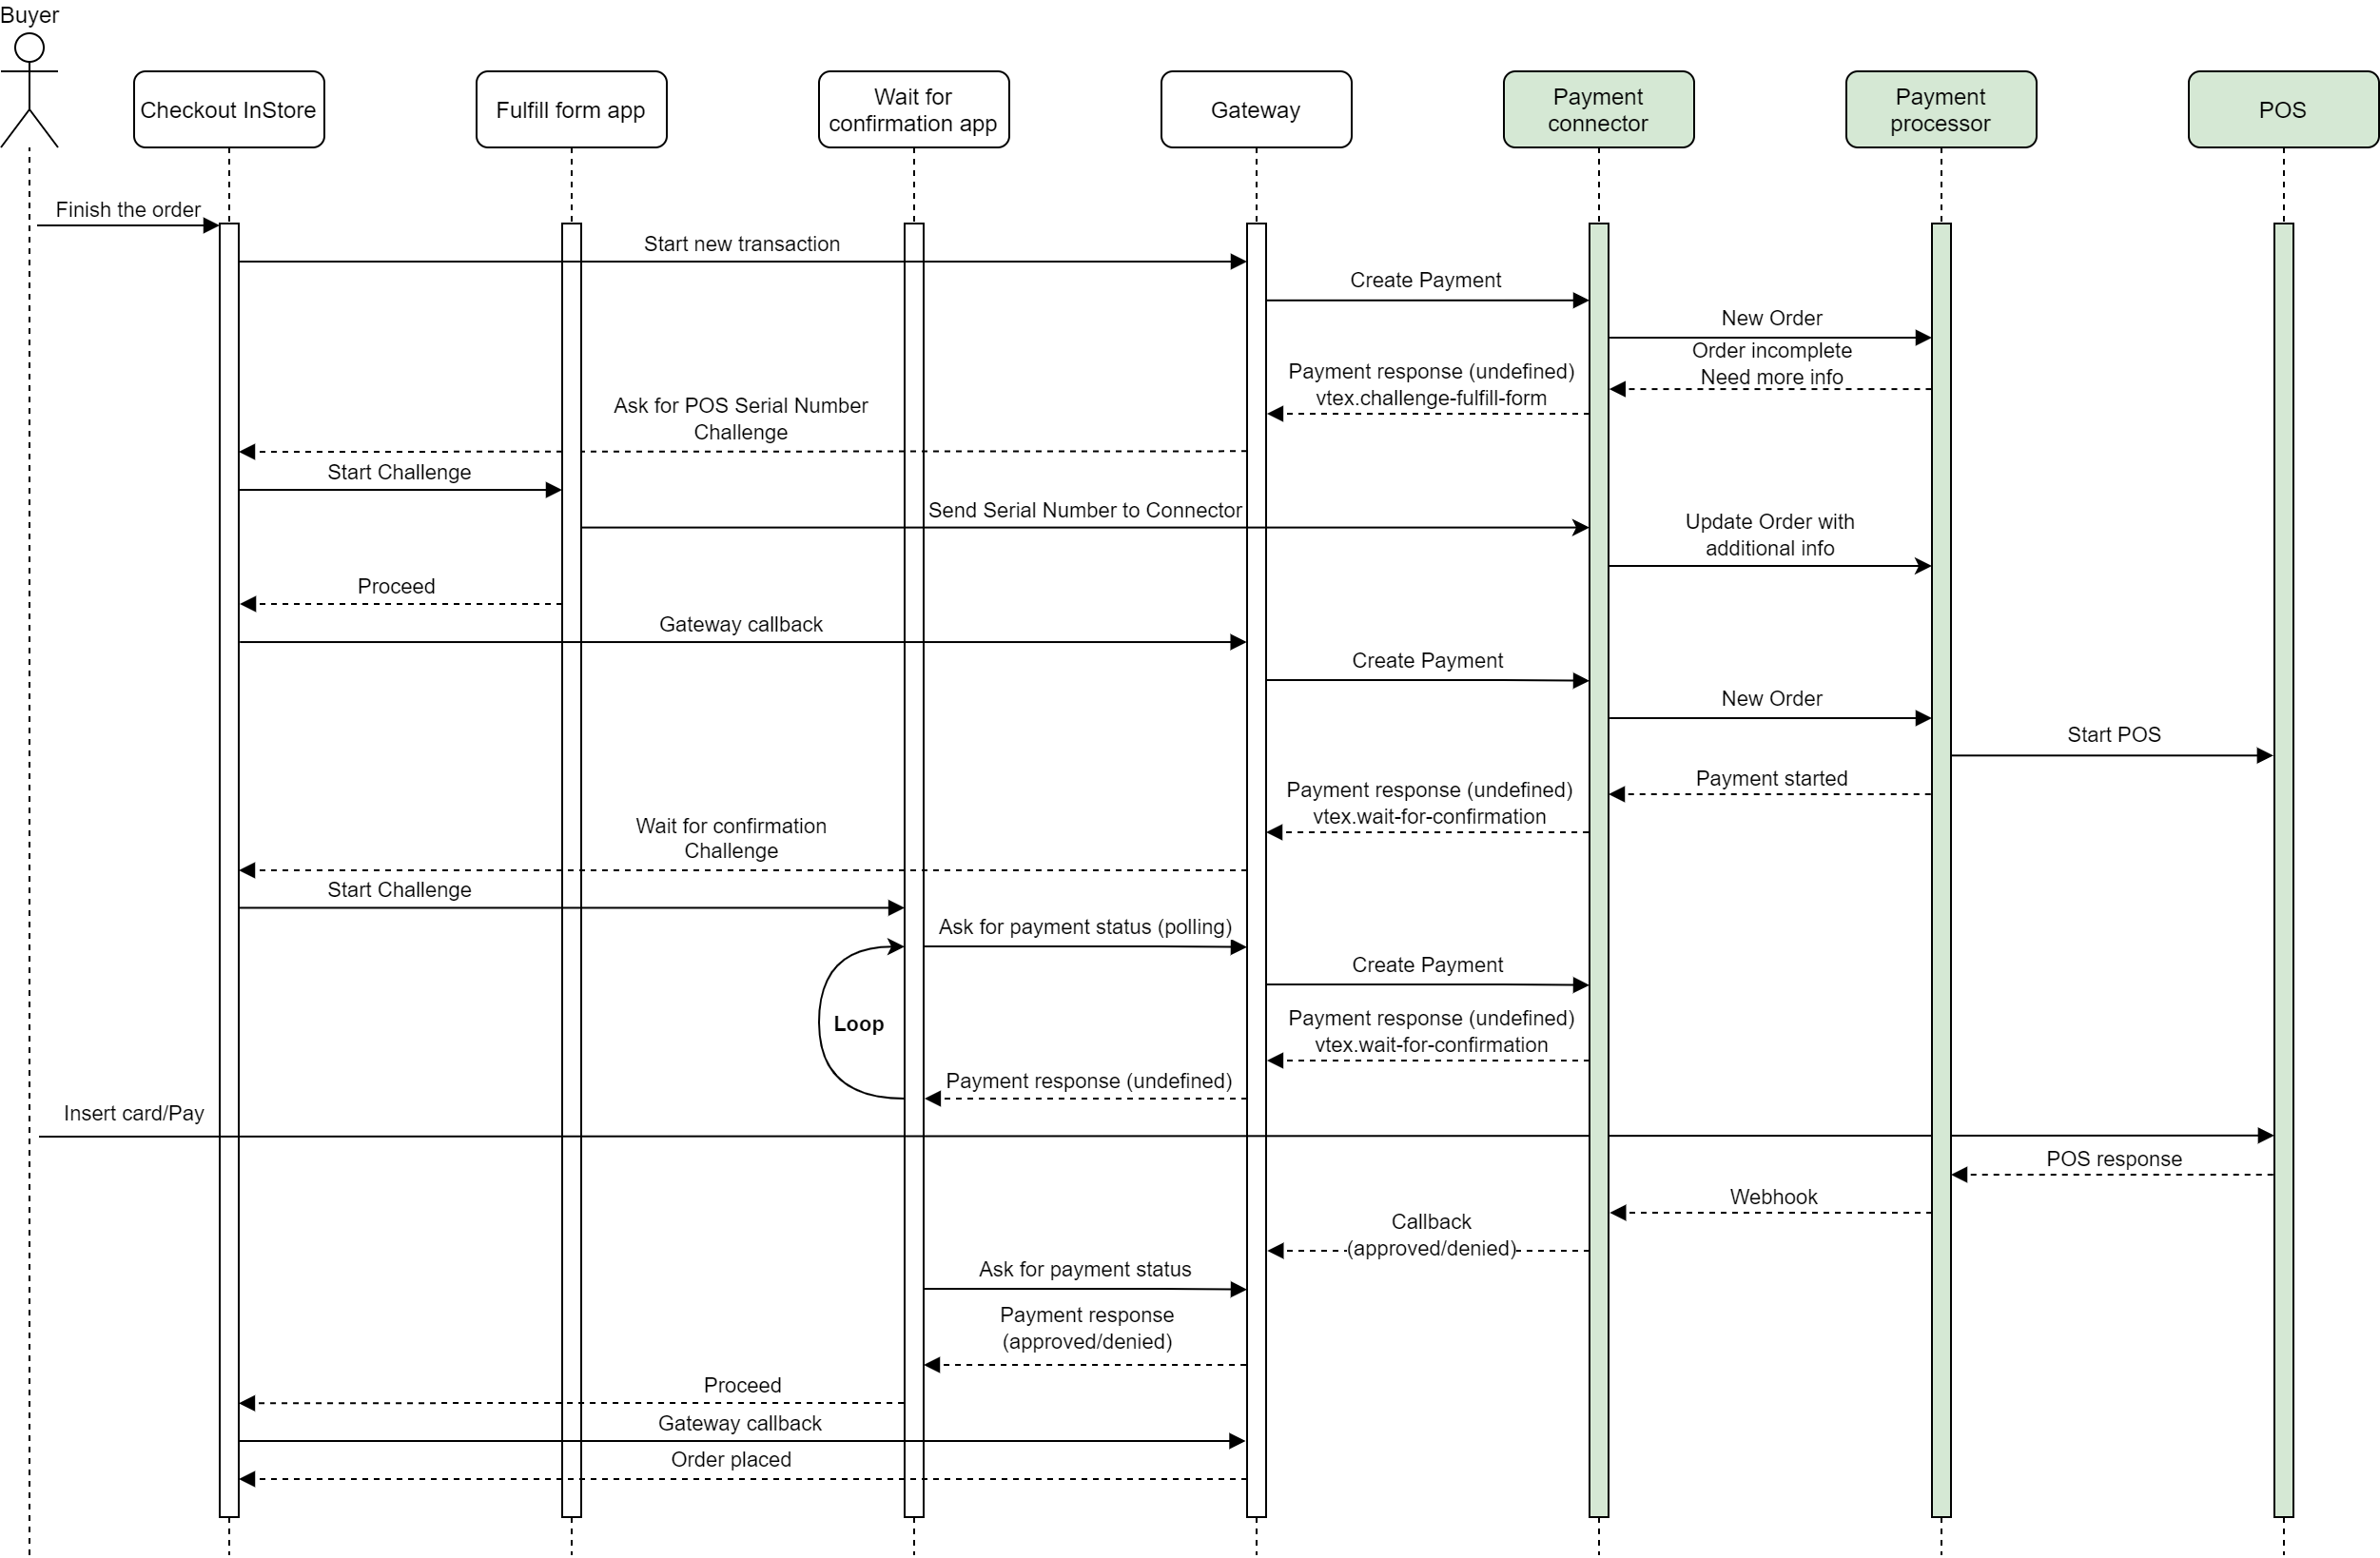 Buyer
Checkout InStore
Fulfill form app
Wait for
confirmation app
Gateway
Payment
connector
Payment
processor
POS
Finish the order
Start new transaction
Create Payment
New Order
Order incomplete
Need more info
Payment response (undefined)
vtex.challenge-fulfill-form
Ask for POS Serial Number
Challenge
Start Challenge
Send Serial Number to Connector
Update Order with
additional info
Proceed
Gateway callback
Create Payment
New Order
Start POS
Payment started
Payment response (undefined)
vtex.wait-for-confirmation
Wait for confirmation
Challenge
Start Challenge
Ask for payment status (polling)
Create Payment
Loop
Payment response (undefined)
vtex.wait-for-confirmation
Payment response (undefined)
Insert card/Pay
POS response
Webhook
Callback
(approved/denied)
Ask for payment status
Payment response
(approved/denied)
Proceed
Gateway callback
Order placed